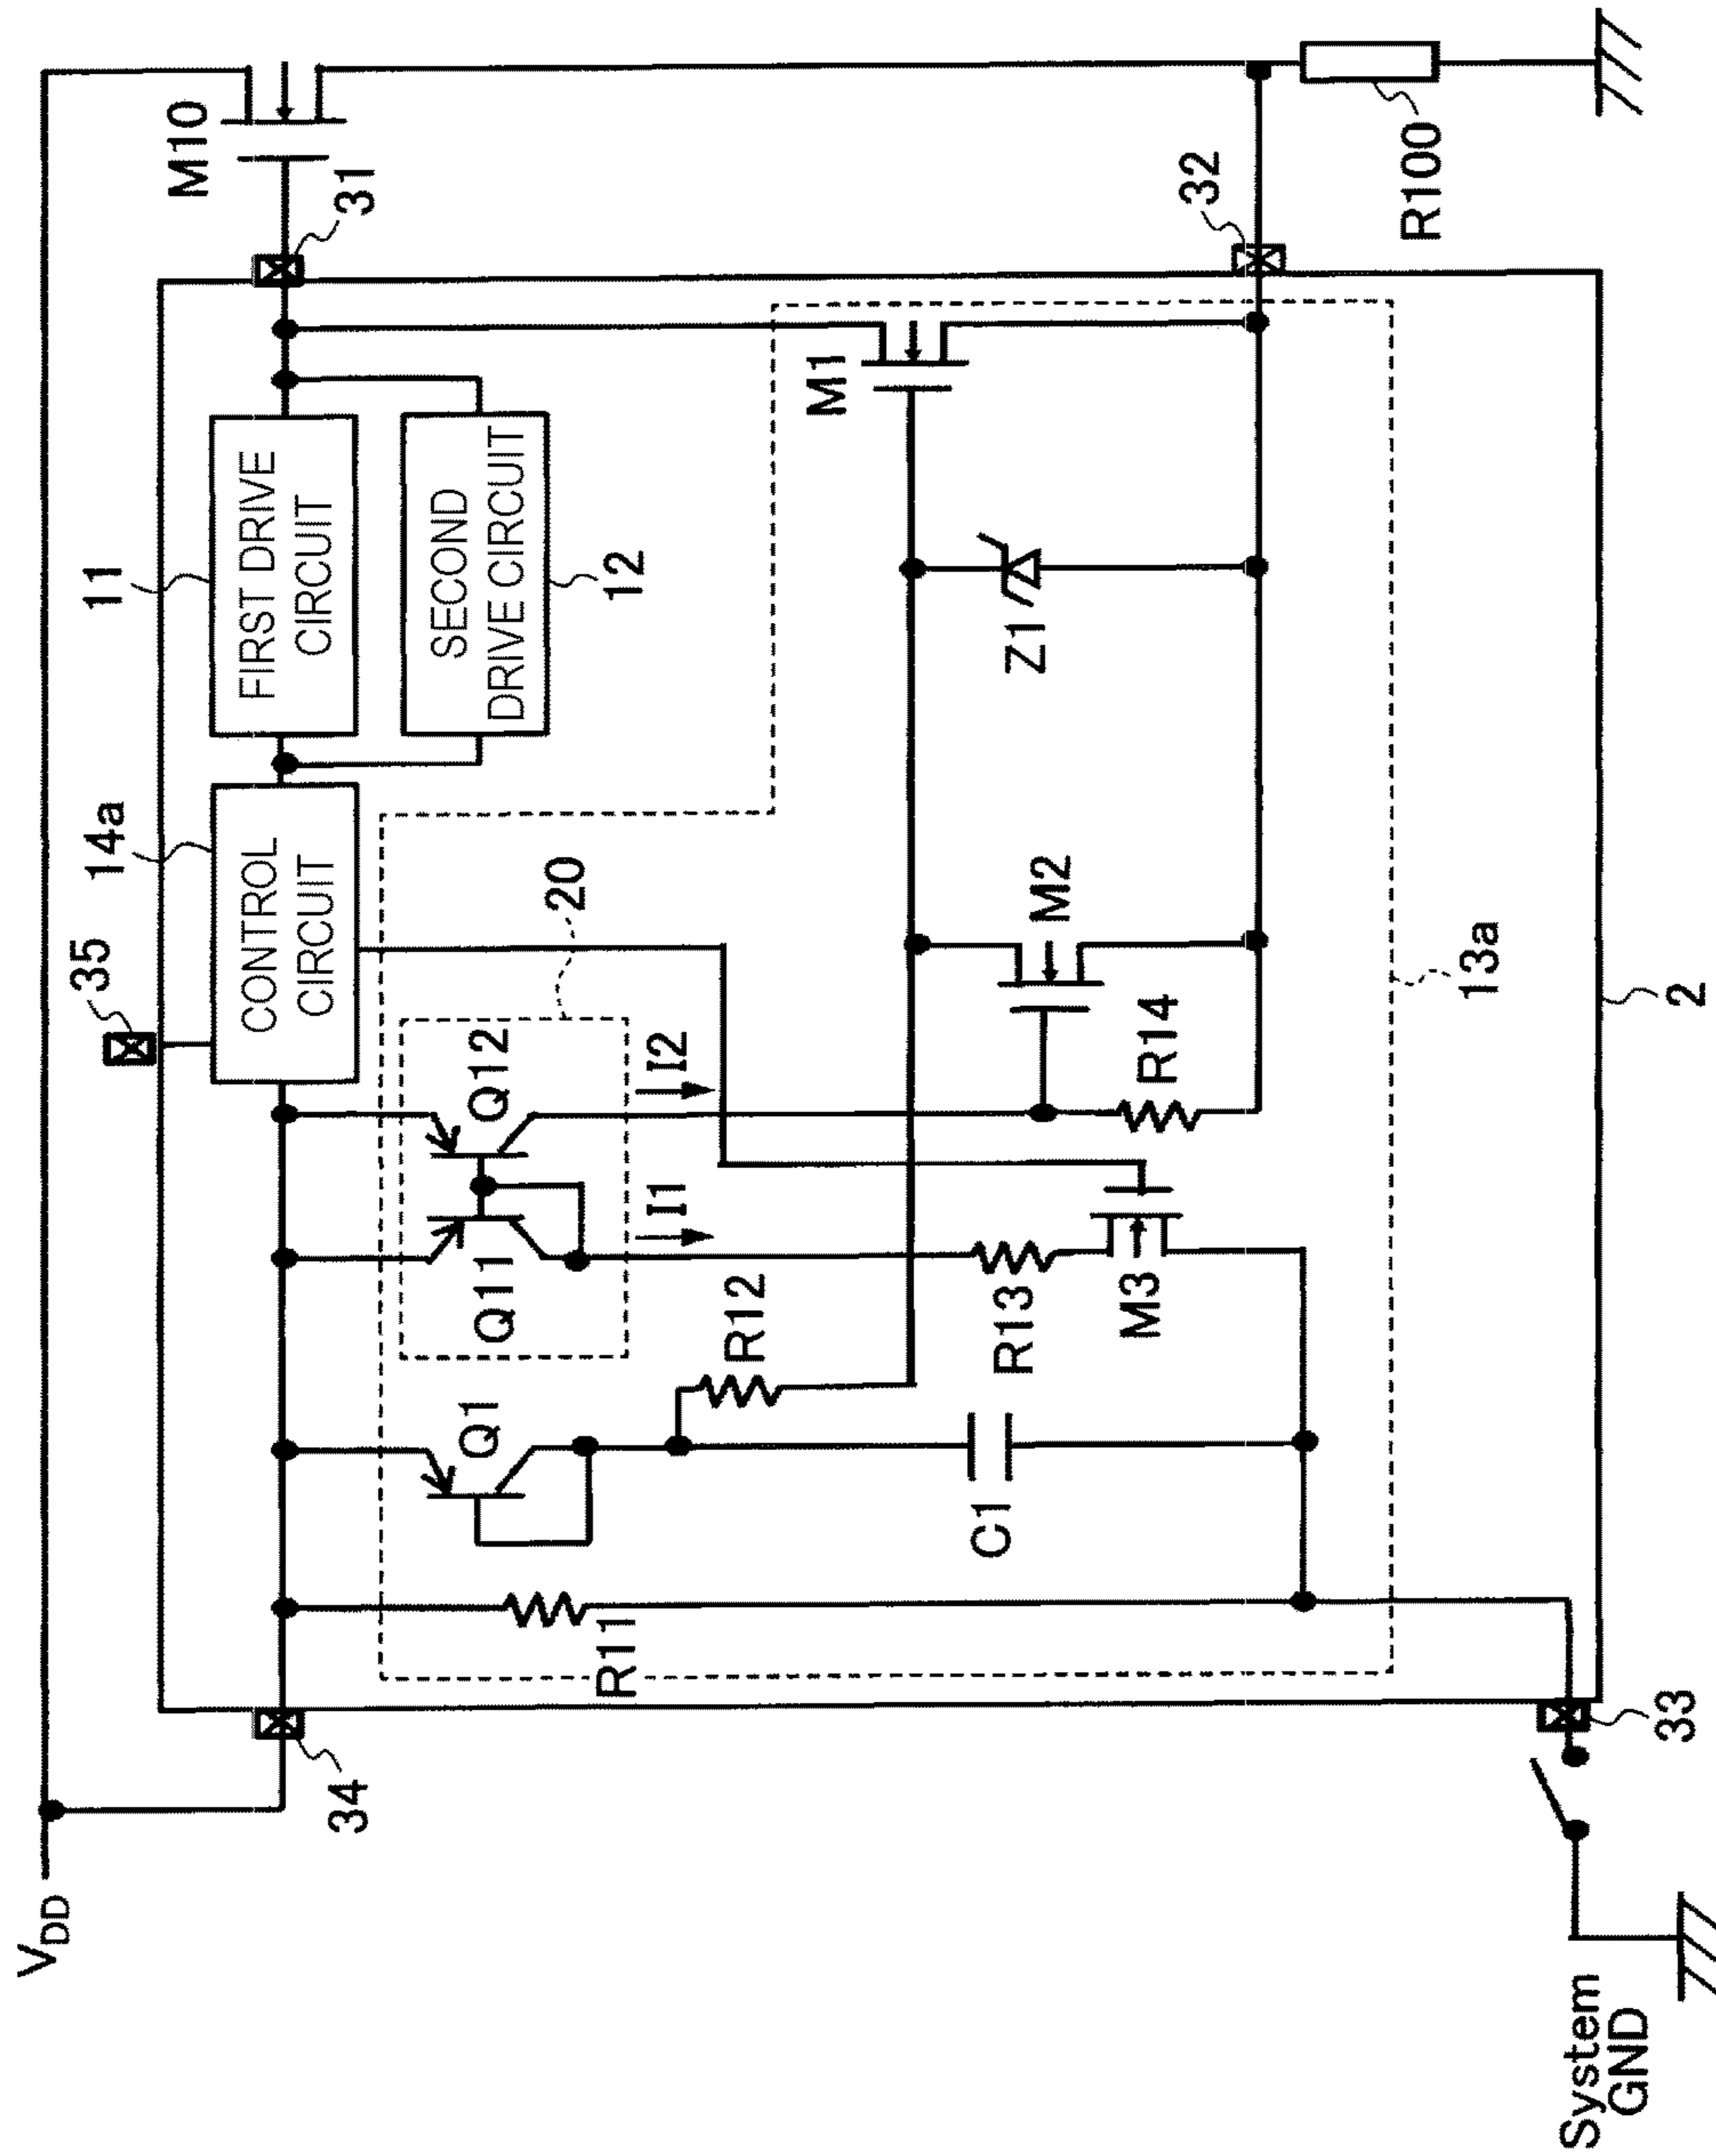 V_DD
34
35
14a
11
31
M10
CONTROL
CIRCUIT
FIRST DRIVE
CIRCUIT
SECOND
DRIVE CIRCUIT
12
20
Q1
Q11
Q12
I1
I2
R11
R12
M1
C1
R13
M3
R14
M2
Z1
32
R100
13a
2
33
System
GND